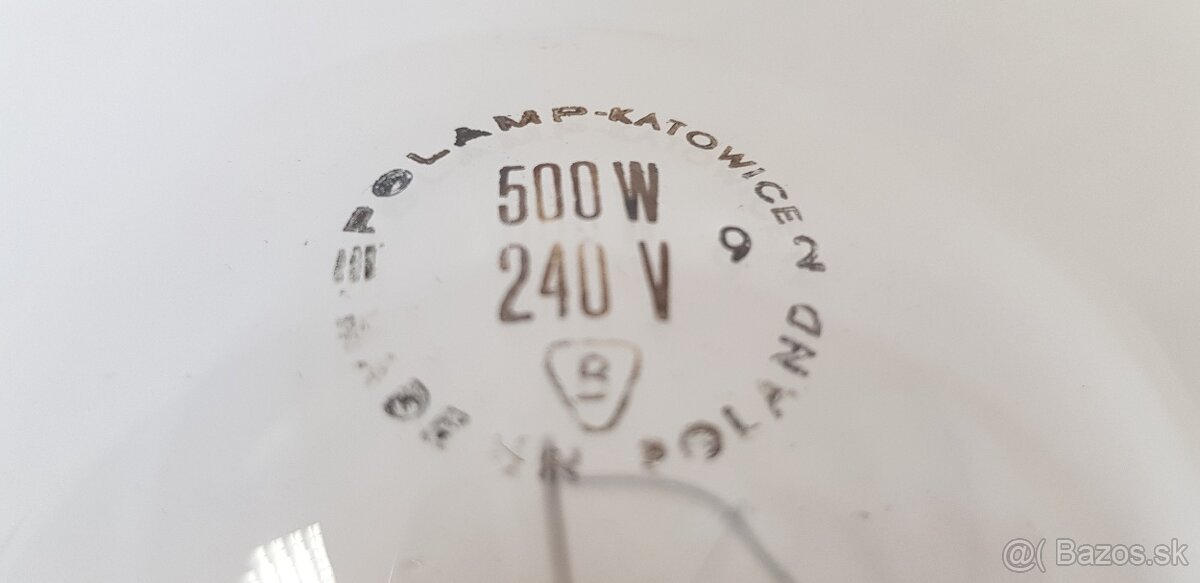 POLAMP-KATOWICE 2
500 W
9
240 V
R
MADE IN POLAND
@( Bazos.sk